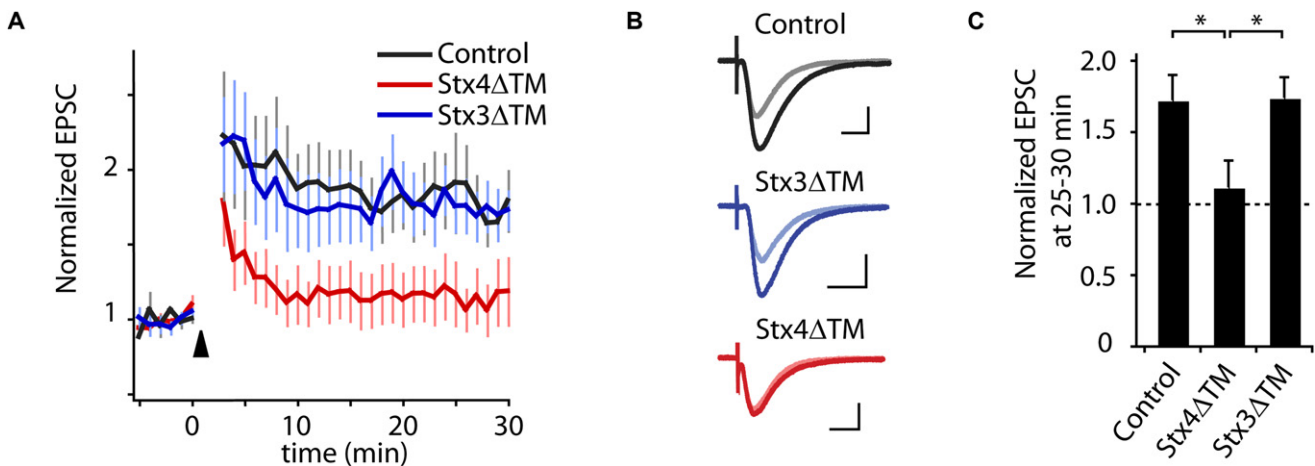 A
Normalized EPSC
2
1
0
10
20
30
time (min)
Control
Stx4ΔTM
Stx3ΔTM
B
Control
Stx3ΔTM
Stx4ΔTM
C
Normalized EPSC
at 25-30 min
2.0
1.5
1.0
0.5
0
* *
Control
Stx4ΔTM
Stx3ΔTM